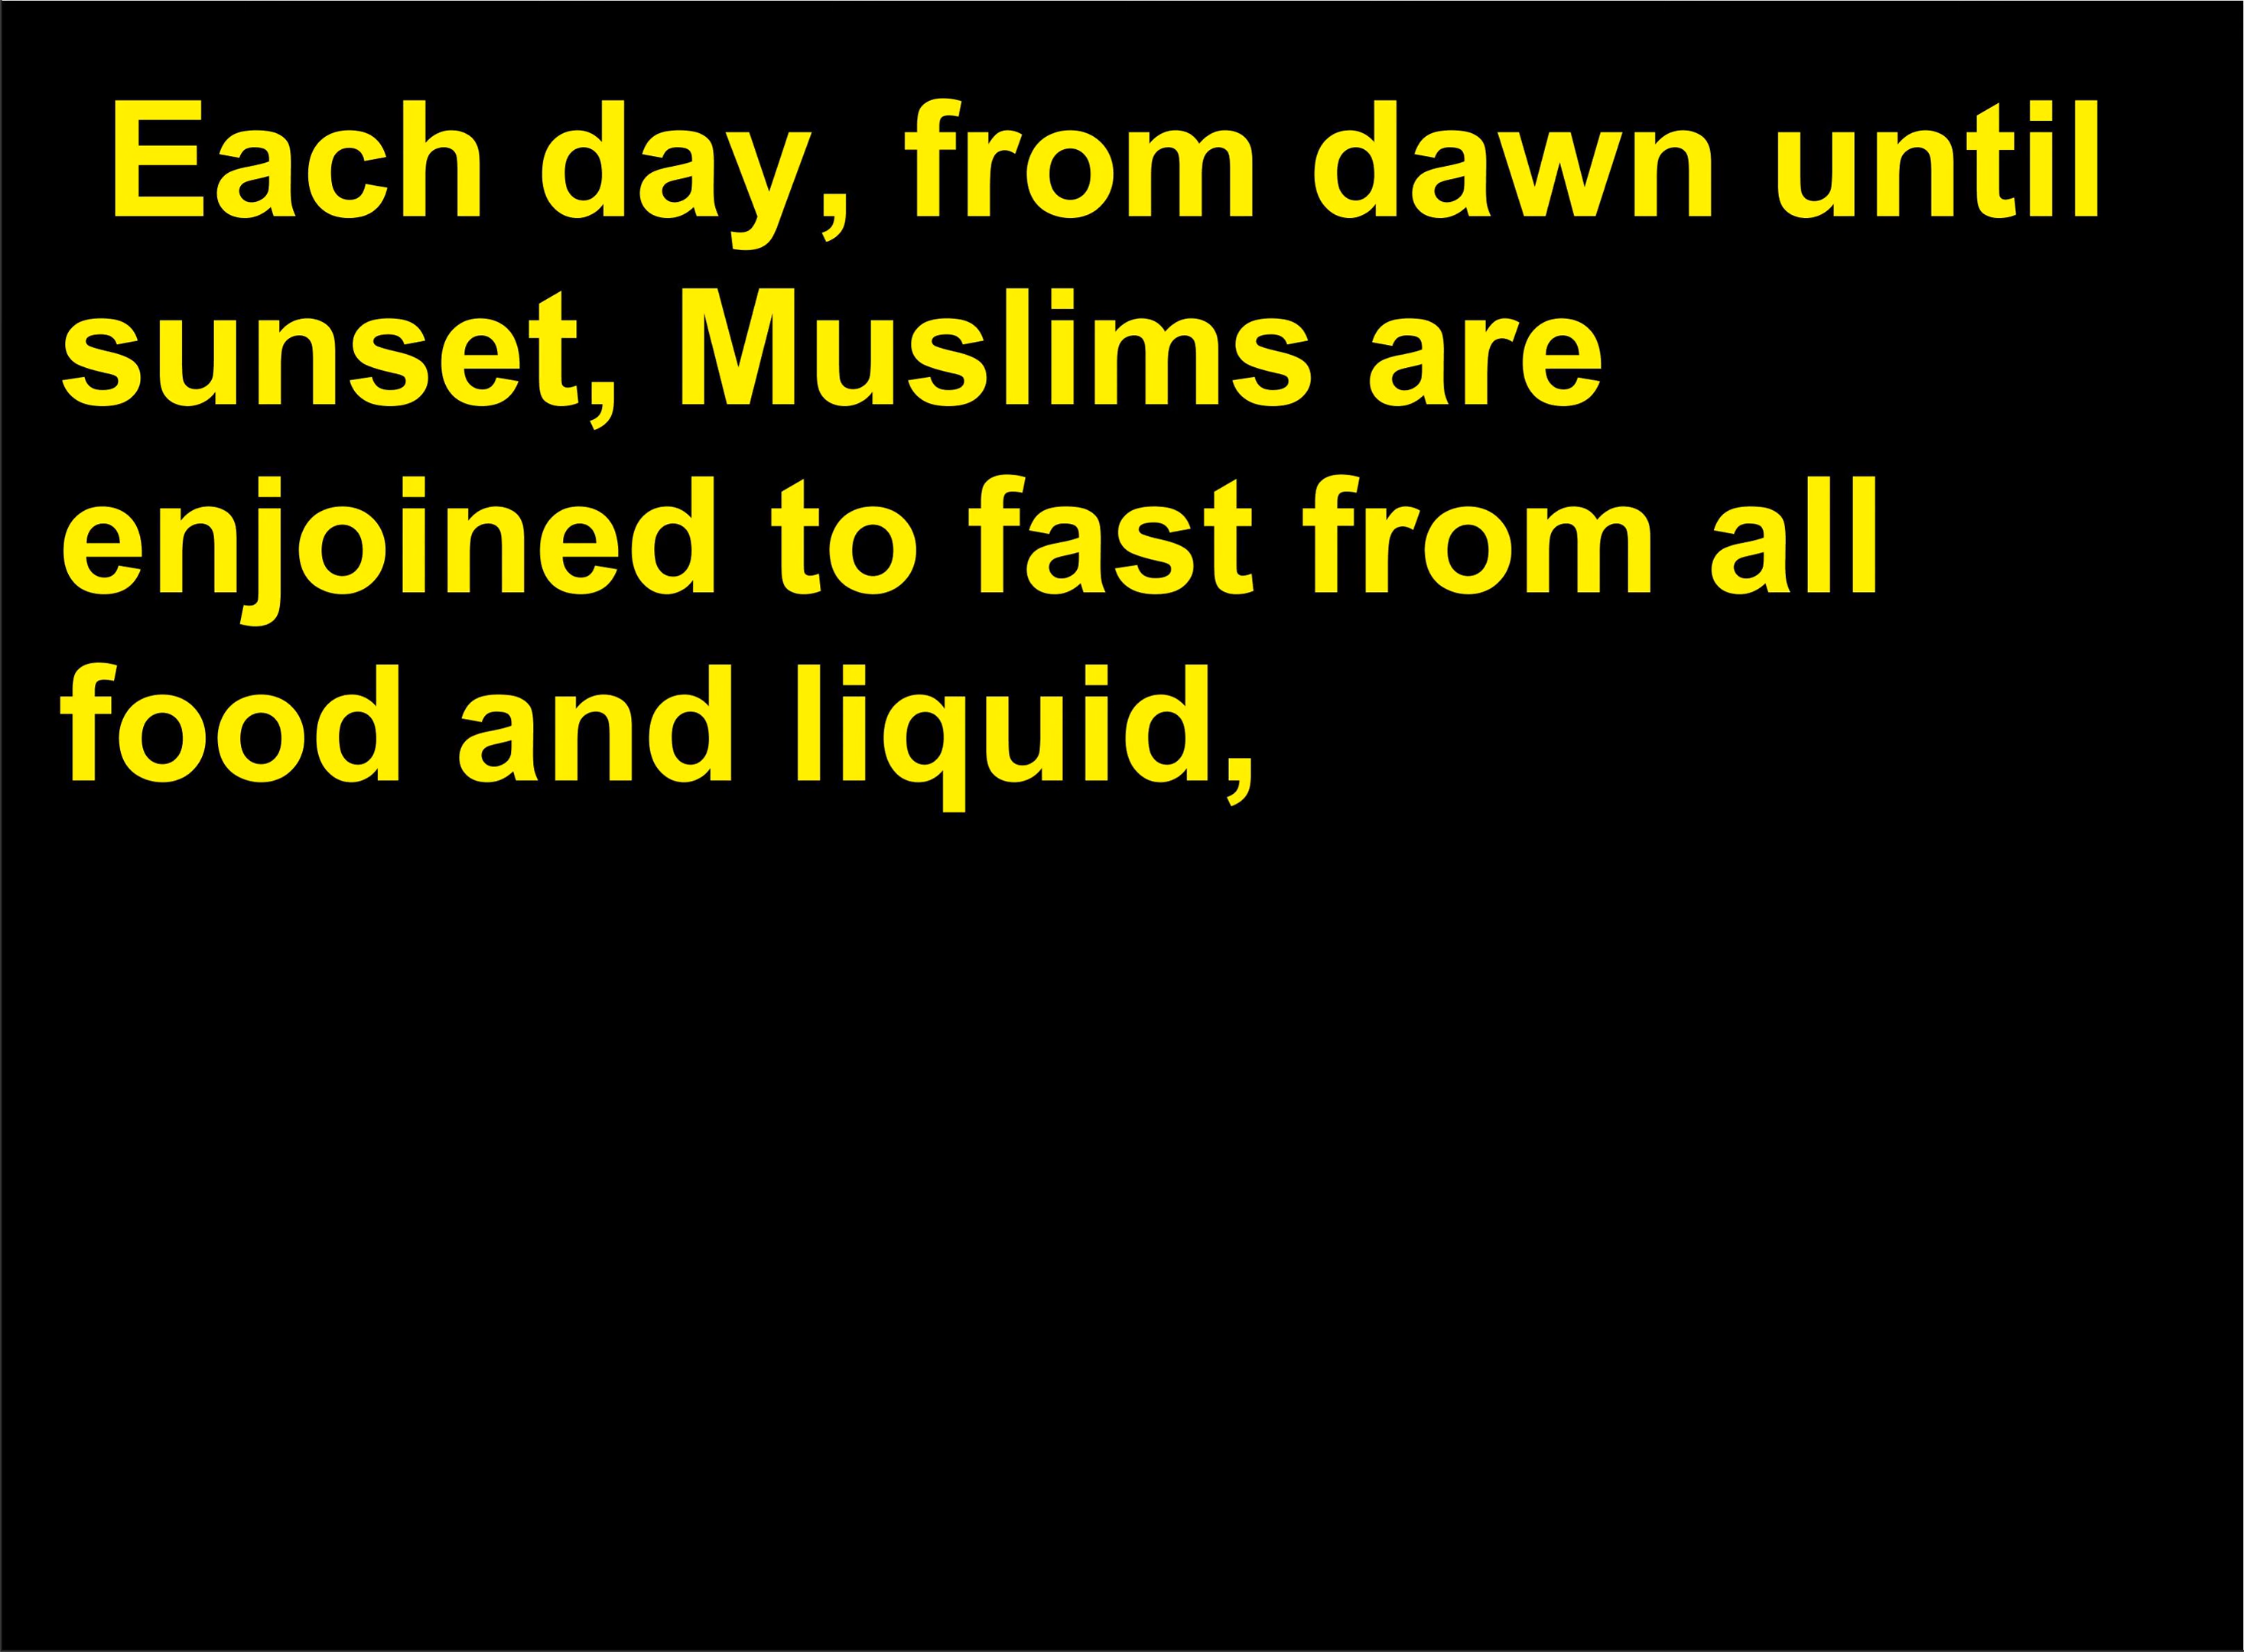 Each day, from dawn until
sunset, Muslims are
enjoined to fast from all
food and liquid,